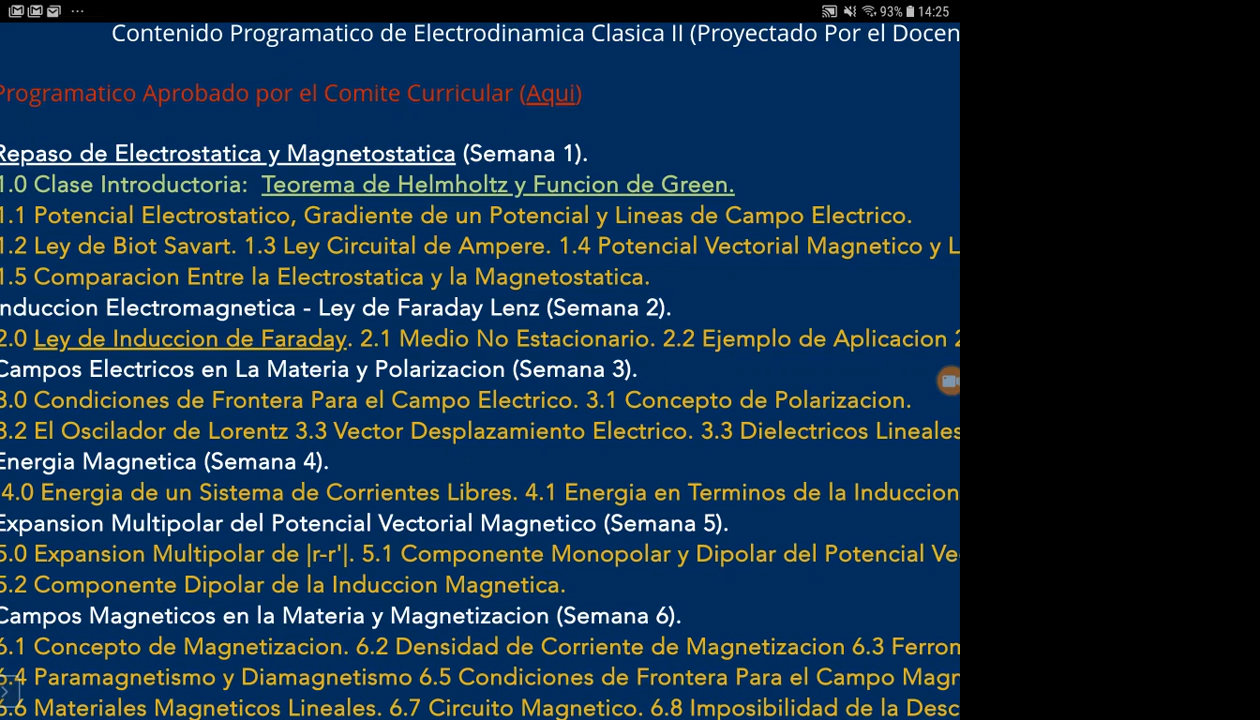 93% 14:25
Contenido Programatico de Electrodinamica Clasica II (Proyectado Por el Docen
Programatico Aprobado por el Comite Curricular (Aqui)
Repaso de Electrostatica y Magnetostatica (Semana 1).
1.0 Clase Introductoria: Teorema de Helmholtz y Funcion de Green.
1.1 Potencial Electrostatico, Gradiente de un Potencial y Lineas de Campo Electrico.
1.2 Ley de Biot Savart. 1.3 Ley Circuital de Ampere. 1.4 Potencial Vectorial Magnetico y L
1.5 Comparacion Entre la Electrostatica y la Magnetostatica.
nduccion Electromagnetica - Ley de Faraday Lenz (Semana 2).
2.0 Ley de Induccion de Faraday. 2.1 Medio No Estacionario. 2.2 Ejemplo de Aplicacion 2
Campos Electricos en La Materia y Polarizacion (Semana 3).
3.0 Condiciones de Frontera Para el Campo Electrico. 3.1 Concepto de Polarizacion.
3.2 El Oscilador de Lorentz 3.3 Vector Desplazamiento Electrico. 3.3 Dielectricos Lineales
Energia Magnetica (Semana 4).
4.0 Energia de un Sistema de Corrientes Libres. 4.1 Energia en Terminos de la Induccion
Expansion Multipolar del Potencial Vectorial Magnetico (Semana 5).
5.0 Expansion Multipolar de |r-r'|. 5.1 Componente Monopolar y Dipolar del Potencial Ve
5.2 Componente Dipolar de la Induccion Magnetica.
Campos Magneticos en la Materia y Magnetizacion (Semana 6).
6.1 Concepto de Magnetizacion. 6.2 Densidad de Corriente de Magnetizacion 6.3 Ferrom
6.4 Paramagnetismo y Diamagnetismo 6.5 Condiciones de Frontera Para el Campo Magn
6.6 Materiales Magneticos Lineales. 6.7 Circuito Magnetico. 6.8 Imposibilidad de la Desc